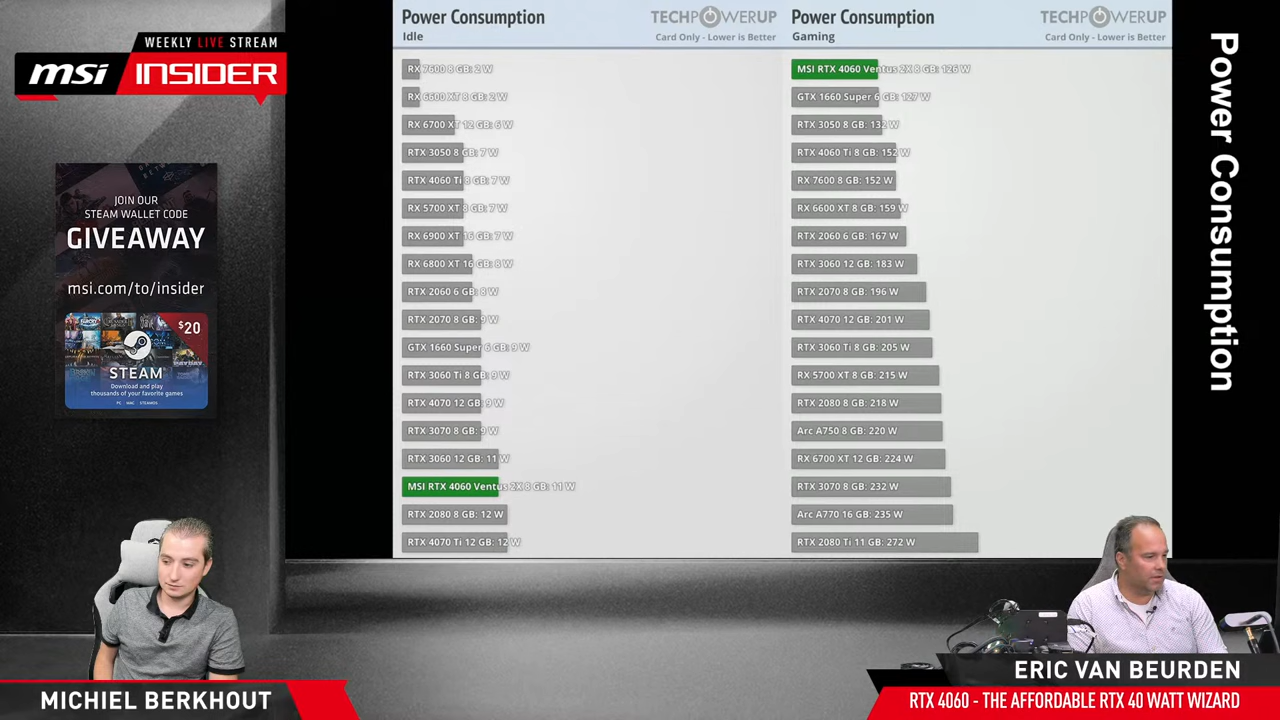 WEEKLY LIVE STREAM
msi INSIDER
JOIN OUR
STEAM WALLET CODE
GIVEAWAY
msi.com/to/insider
$20
STEAM
Download and play
thousands of your favorite games
PC MAC STEAMOS
Power Consumption
Idle
TECHPOWERUP
Card Only - Lower is Better
RX 7600 8 GB: 2 W
RX 6600 XT 8 GB: 2 W
RX 6700 XT 12 GB: 6 W
RTX 3050 8 GB: 7 W
RTX 4060 Ti 8 GB: 7 W
RX 5700 XT 8 GB: 7 W
RX 6900 XT 16 GB: 7 W
RX 6800 XT 16 GB: 8 W
RTX 2060 6 GB: 8 W
RTX 2070 8 GB: 9 W
GTX 1660 Super 6 GB: 9 W
RTX 3060 Ti 8 GB: 9 W
RTX 4070 12 GB: 9 W
RTX 3070 8 GB: 9 W
RTX 3060 12 GB: 11 W
MSI RTX 4060 Ventus 2X 8 GB: 11 W
RTX 2080 8 GB: 12 W
RTX 4070 Ti 12 GB: 12 W
Power Consumption
Gaming
TECHPOWERUP
Card Only - Lower is Better
MSI RTX 4060 Ventus 2X 8 GB: 126 W
GTX 1660 Super 6 GB: 127 W
RTX 3050 8 GB: 132 W
RTX 4060 Ti 8 GB: 152 W
RX 7600 8 GB: 152 W
RX 6600 XT 8 GB: 159 W
RTX 2060 6 GB: 167 W
RTX 3060 12 GB: 183 W
RTX 2070 8 GB: 196 W
RTX 4070 12 GB: 201 W
RTX 3060 Ti 8 GB: 205 W
RX 5700 XT 8 GB: 215 W
RTX 2080 8 GB: 218 W
Arc A750 8 GB: 220 W
RX 6700 XT 12 GB: 224 W
RTX 3070 8 GB: 232 W
Arc A770 16 GB: 235 W
RTX 2080 Ti 11 GB: 272 W
Power Consumption
MICHIEL BERKHOUT
ERIC VAN BEURDEN
RTX 4060 - THE AFFORDABLE RTX 40 WATT WIZARD